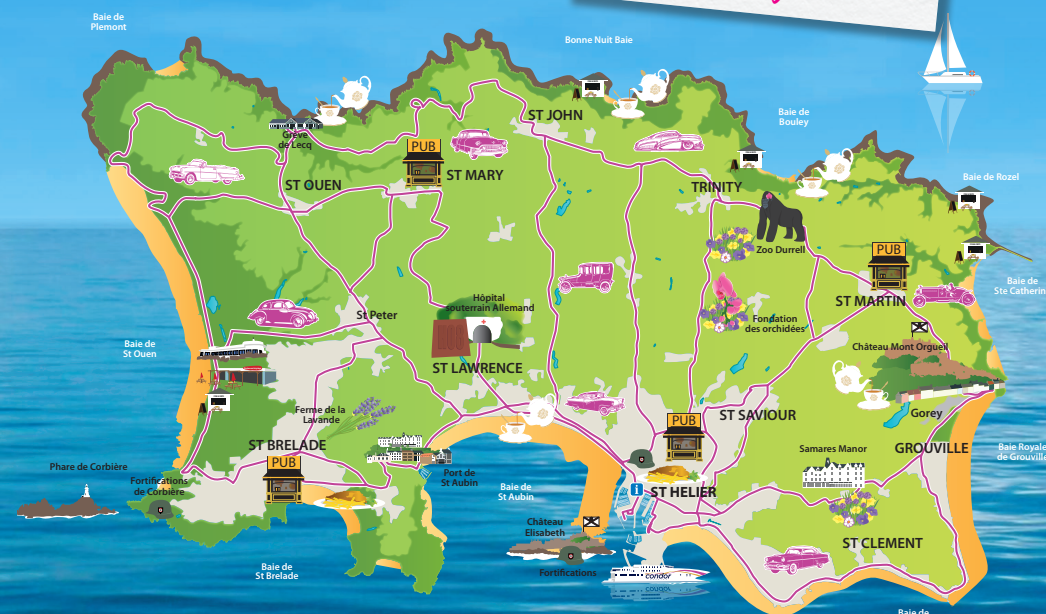 Baie de
Plemont
Bonne Nuit Baie
Baie de
Bouley
Baie de Rozel
ST JOHN
Grève
de Lecq
PUB
ST MARY
ST OUEN
TRINITY
Zoo Durrell
PUB
ST MARTIN
Baie de
Ste Catherin
Hôpital
souterrain Allemand
St Peter
Fondation
des orchidées
Baie de
St Ouen
Château Mont Orgueil
ST LAWRENCE
Ferme de la
Lavande
PUB
ST SAVIOUR
Gorey
ST BRELADE
PUB
Samares Manor
GROUVILLE
Baie Royale
de Grouville
Phare de Corbière
Fortifications
de Corbière
Port de
St Aubin
Baie de
St Aubin
i
ST HELIER
Château
Elisabeth
ST CLEMENT
Baie de
St Brelade
Fortifications
condor
Baie de